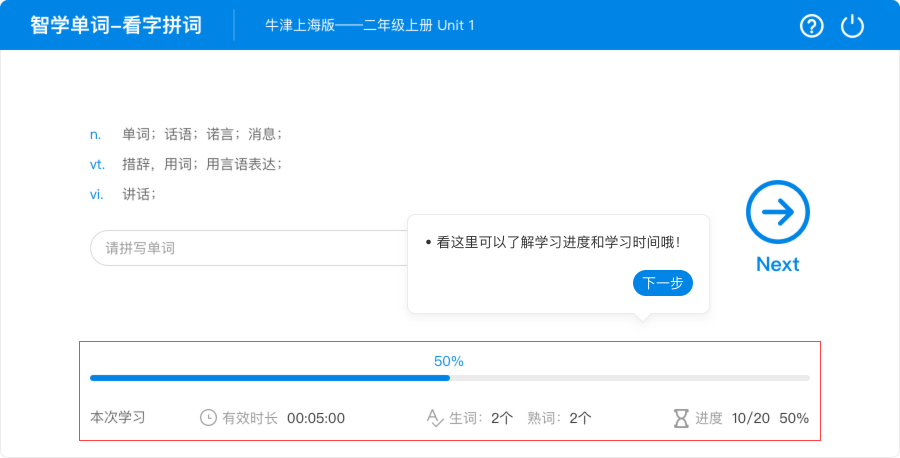 智学单词–看字拼词
牛津上海版——二年级上册 Unit 1
n. 单词；话语；诺言；消息；
vt. 措辞，用词；用言语表达；
vi. 讲话；
请拼写单词
• 看这里可以了解学习进度和学习时间哦！
下一步
Next
50%
本次学习 有效时长 00:05:00 生词：2个 熟词：2个 进度 10/20 50%